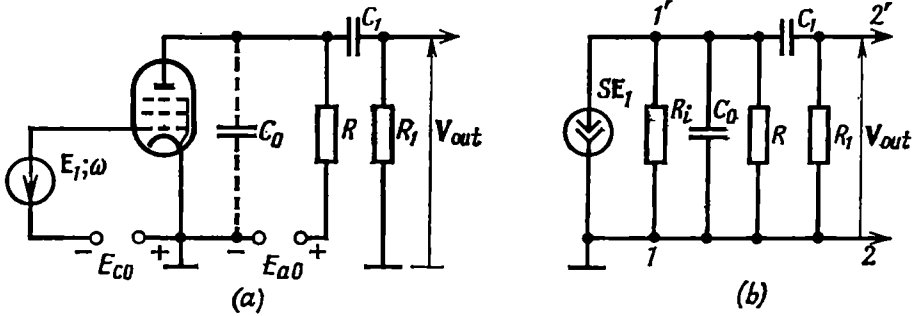 C₁
C₀
R
R₁
Vout
E₁;ω
− +
Ec0
− +
Ea0
(a)
1′
C₁
2′
SE₁
Ri
C₀
R
R₁
Vout
1
2
(b)